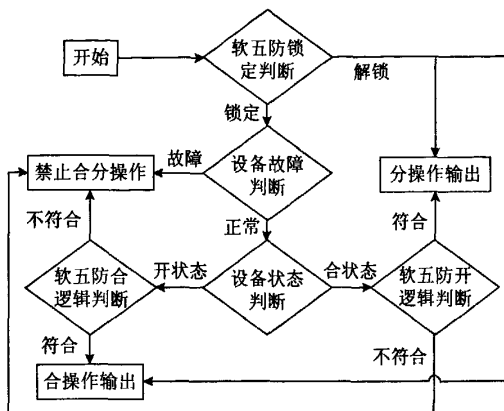 软五防锁
定判断
开始
解锁
锁定
禁止合分操作
故障
设备故障
判断
分操作输出
不符合
正常
符合
软五防合
逻辑判断
开状态
设备状态
判断
合状态
软五防开
逻辑判断
符合
不符合
合操作输出